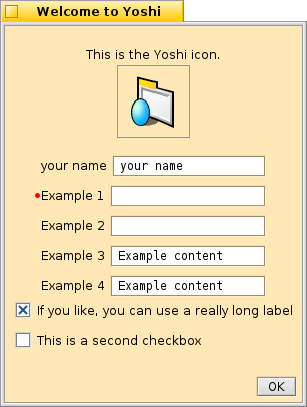 Welcome to Yoshi
This is the Yoshi icon.
your name your name
Example 1
Example 2
Example 3 Example content
Example 4 Example content
If you like, you can use a really long label
This is a second checkbox
OK